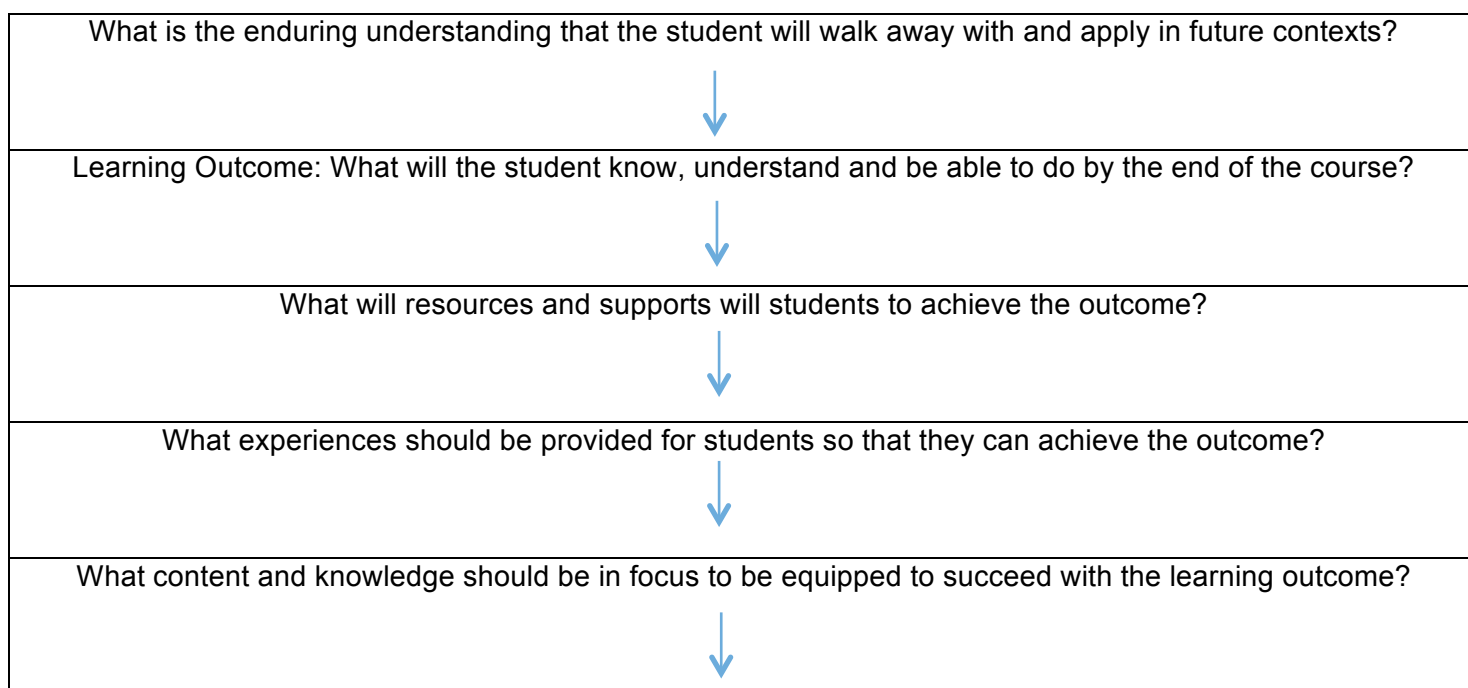 What is the enduring understanding that the student will walk away with and apply in future contexts?
Learning Outcome: What will the student know, understand and be able to do by the end of the course?
What will resources and supports will students to achieve the outcome?
What experiences should be provided for students so that they can achieve the outcome?
What content and knowledge should be in focus to be equipped to succeed with the learning outcome?